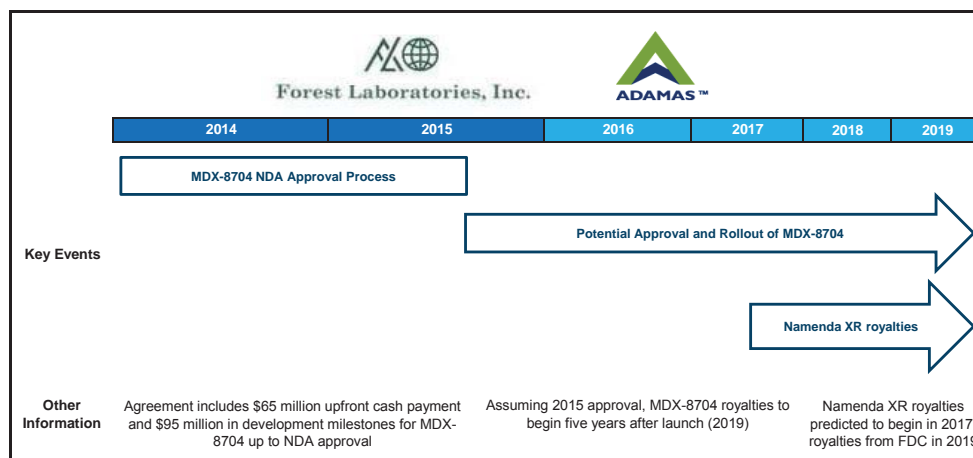 Forest Laboratories, Inc.
ADAMAS™
2014 2015 2016 2017 2018 2019
MDX-8704 NDA Approval Process
Potential Approval and Rollout of MDX-8704
Key Events
Namenda XR royalties
Other
Information
Agreement includes $65 million upfront cash payment
and $95 million in development milestones for MDX-
8704 up to NDA approval
Assuming 2015 approval, MDX-8704 royalties to
begin five years after launch (2019)
Namenda XR royalties
predicted to begin in 2017
royalties from FDC in 2019